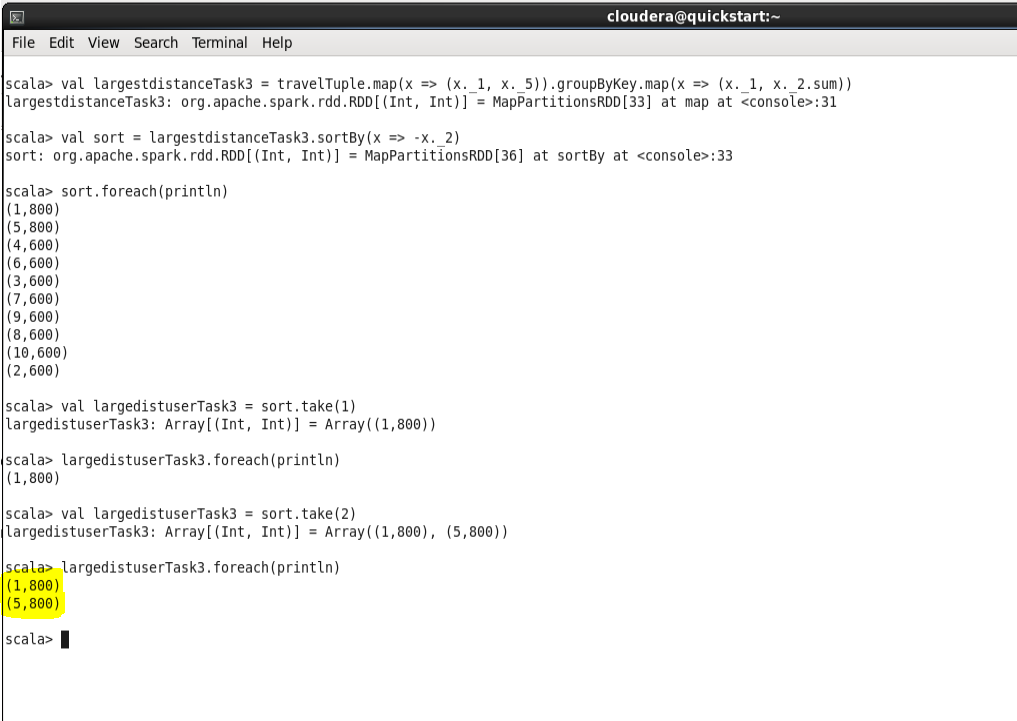 cloudera@quickstart:~
File Edit View Search Terminal Help
scala> val largestdistanceTask3 = travelTuple.map(x => (x._1, x._5)).groupByKey.map(x => (x._1, x._2.sum))
largestdistanceTask3: org.apache.spark.rdd.RDD[(Int, Int)] = MapPartitionsRDD[33] at map at <console>:31
scala> val sort = largestdistanceTask3.sortBy(x => -x._2)
sort: org.apache.spark.rdd.RDD[(Int, Int)] = MapPartitionsRDD[36] at sortBy at <console>:33
scala> sort.foreach(println)
(1,800)
(5,800)
(4,600)
(6,600)
(3,600)
(7,600)
(9,600)
(8,600)
(10,600)
(2,600)
scala> val largedistuserTask3 = sort.take(1)
largedistuserTask3: Array[(Int, Int)] = Array((1,800))
scala> largedistuserTask3.foreach(println)
(1,800)
scala> val largedistuserTask3 = sort.take(2)
largedistuserTask3: Array[(Int, Int)] = Array((1,800), (5,800))
scala> largedistuserTask3.foreach(println)
(1,800)
(5,800)
scala>